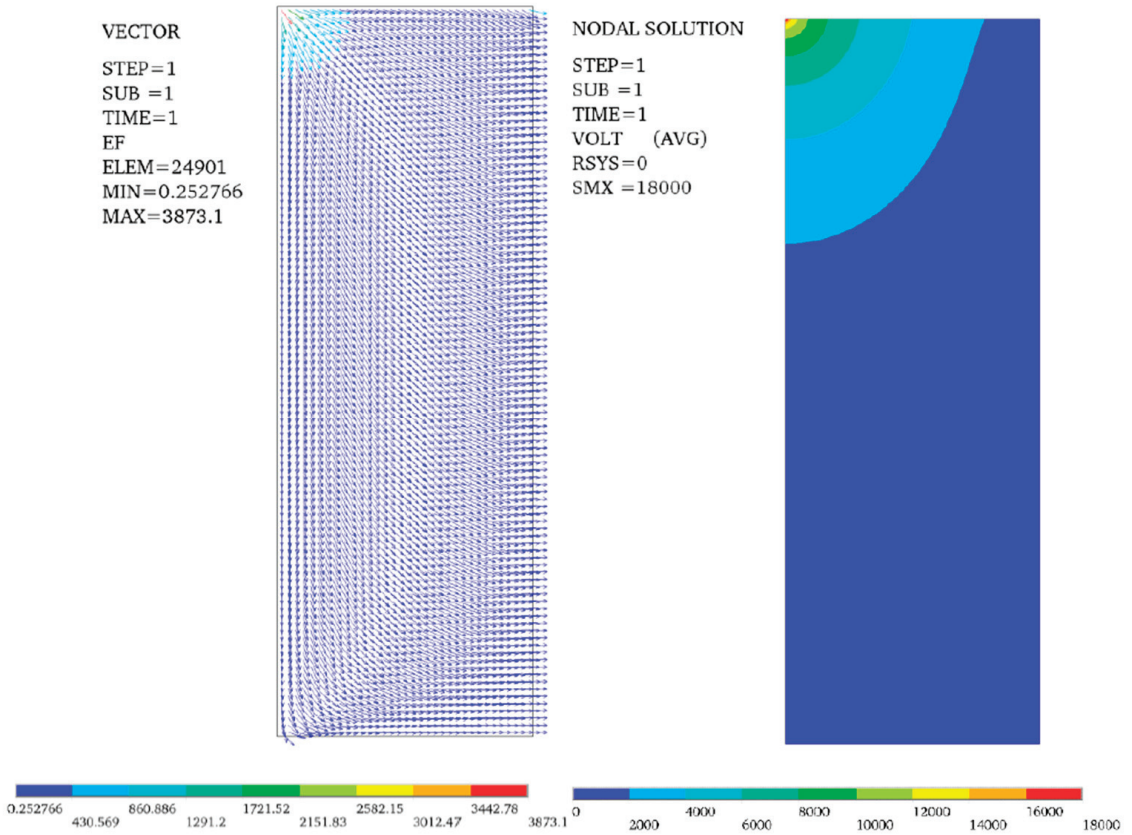 VECTOR
STEP=1
SUB =1
TIME=1
EF
ELEM=24901
MIN=0.252766
MAX=3873.1
NODAL SOLUTION
STEP=1
SUB =1
TIME=1
VOLT (AVG)
RSYS=0
SMX =18000
0.252766 860.886 1721.52 2582.15 3442.78
430.569 1291.2 2151.83 3012.47 3873.1
0 4000 8000 12000 16000
2000 6000 10000 14000 18000